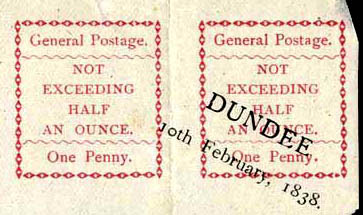 General Postage.
NOT
EXCEEDING
HALF
AN OUNCE.
One Penny.
General Postage.
NOT
EXCEEDING
HALF
AN OUNCE.
One Penny.
DUNDEE
10th February, 1838.